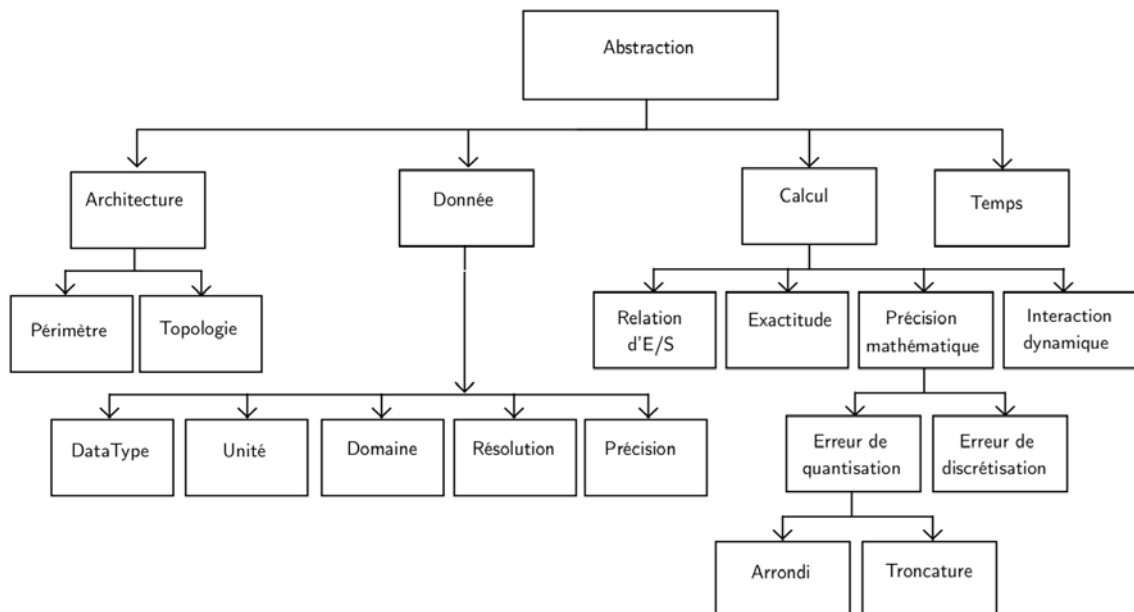 Abstraction
Architecture
Donnée
Calcul
Temps
Périmètre
Topologie
Relation
d'E/S
Exactitude
Précision
mathématique
Interaction
dynamique
DataType
Unité
Domaine
Résolution
Précision
Erreur de
quantisation
Erreur de
discrétisation
Arrondi
Troncature